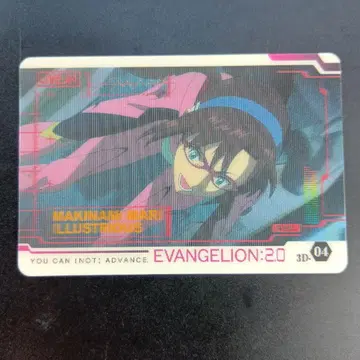 MAKINAMI MARI
ILLUSTRIOUS
YOU CAN (NOT) ADVANCE. EVANGELION:2.0 3D-04